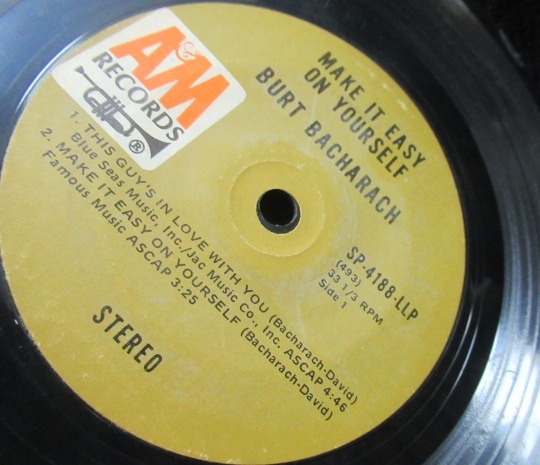 A&M
RECORDS
®
MAKE IT EASY
ON YOURSELF
BURT BACHARACH
SP-4188-LLP
(493)
33 1/3 RPM
Side 1
1. THIS GUY'S IN LOVE WITH YOU (Bacharach-David)
Blue Seas Music, Inc./Jac Music Co., Inc. ASCAP 4:46
2. MAKE IT EASY ON YOURSELF (Bacharach-David)
Famous Music ASCAP 3:25
STEREO